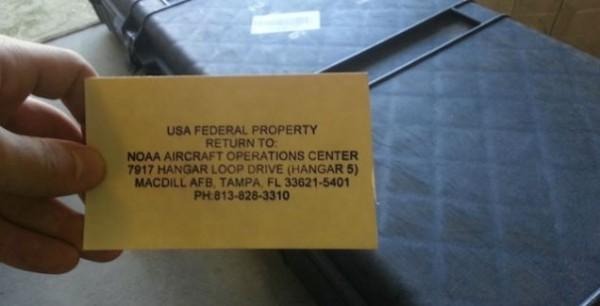 USA FEDERAL PROPERTY
RETURN TO:
NOAA AIRCRAFT OPERATIONS CENTER
7917 HANGAR LOOP DRIVE (HANGAR 5)
MACDILL AFB, TAMPA, FL 33621-5401
PH:813-828-3310